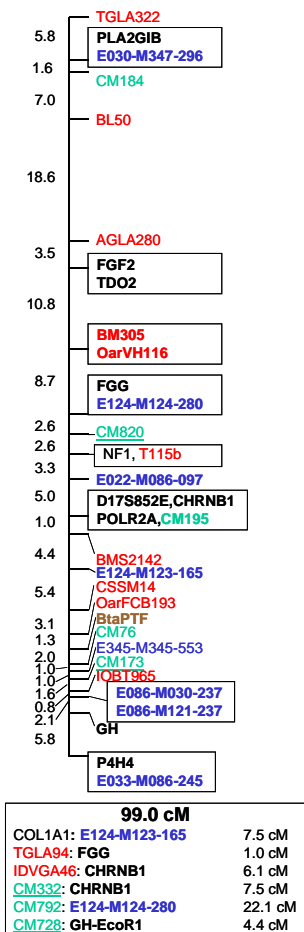 TGLA322
5.8
PLA2GIB
E030-M347-296
1.6
CM184
7.0
BL50
18.6
AGLA280
3.5
FGF2
TDO2
10.8
BM305
OarVH116
8.7
FGG
E124-M124-280
2.6
CM820
2.6
NF1, T115b
3.3
E022-M086-097
5.0
D17S852E,CHRNB1
1.0
POLR2A,CM195
4.4
BMS2142
E124-M123-165
5.4
CSSM14
OarFCB193
3.1
BtaPTF
1.3
CM76
2.0
E345-M345-553
1.0
CM173
1.0
IOBT965
1.6
E086-M030-237
0.8
E086-M121-237
2.1
GH
5.8
P4H4
E033-M086-245
99.0 cM
COL1A1: E124-M123-165 7.5 cM
TGLA94: FGG 1.0 cM
IDVGA46: CHRNB1 6.1 cM
CM332: CHRNB1 7.5 cM
CM792: E124-M124-280 22.1 cM
CM728: GH-EcoR1 4.4 cM